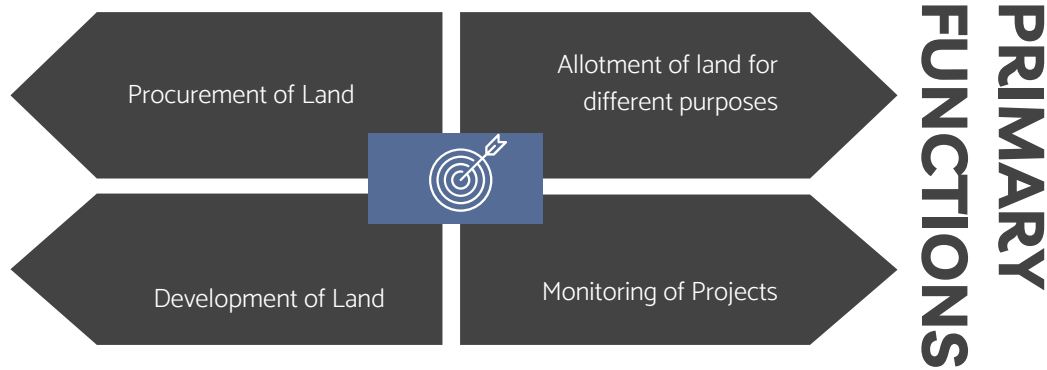 Procurement of Land
Allotment of land for
different purposes
Development of Land
Monitoring of Projects
PRIMARY
FUNCTIONS